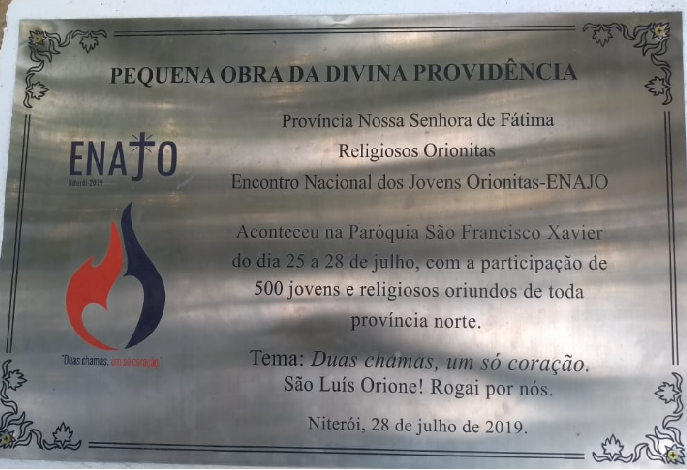 PEQUENA OBRA DA DIVINA PROVIDÊNCIA
Província Nossa Senhora de Fátima
Religiosos Orionitas
Encontro Nacional dos Jovens Orionitas-ENAJO
ENAJO
Niterói-2019
Aconteceu na Paróquia São Francisco Xavier
do dia 25 a 28 de julho, com a participação de
500 jovens e religiosos oriundos de toda
província norte.
"Duas chamas, um só coração."
Tema: Duas chamas, um só coração.
São Luís Orione! Rogai por nós.
Niterói, 28 de julho de 2019.